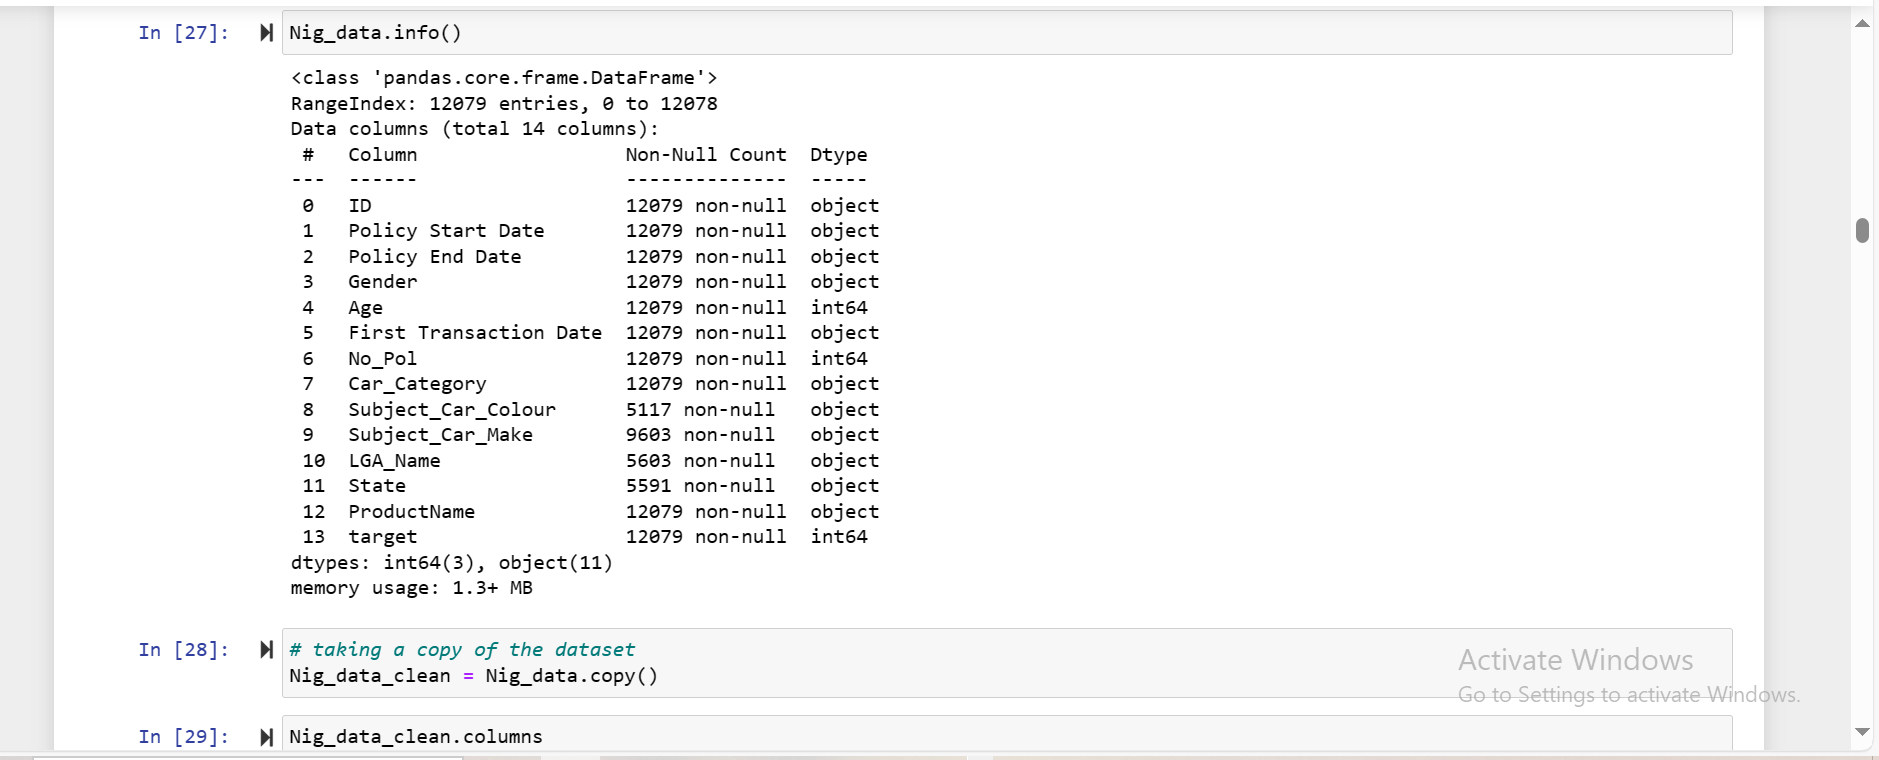 In [27]: Nig_data.info()
<class 'pandas.core.frame.DataFrame'>
RangeIndex: 12079 entries, 0 to 12078
Data columns (total 14 columns):
 #   Column                  Non-Null Count  Dtype
---  ------                  --------------  -----
 0   ID                      12079 non-null  object
 1   Policy Start Date       12079 non-null  object
 2   Policy End Date         12079 non-null  object
 3   Gender                  12079 non-null  object
 4   Age                     12079 non-null  int64
 5   First Transaction Date  12079 non-null  object
 6   No_Pol                  12079 non-null  int64
 7   Car_Category            12079 non-null  object
 8   Subject_Car_Colour      5117 non-null   object
 9   Subject_Car_Make        9603 non-null   object
 10  LGA_Name                5603 non-null   object
 11  State                   5591 non-null   object
 12  ProductName             12079 non-null  object
 13  target                  12079 non-null  int64
dtypes: int64(3), object(11)
memory usage: 1.3+ MB
In [28]: # taking a copy of the dataset
Nig_data_clean = Nig_data.copy()
Activate Windows
Go to Settings to activate Windows.
In [29]: Nig_data_clean.columns